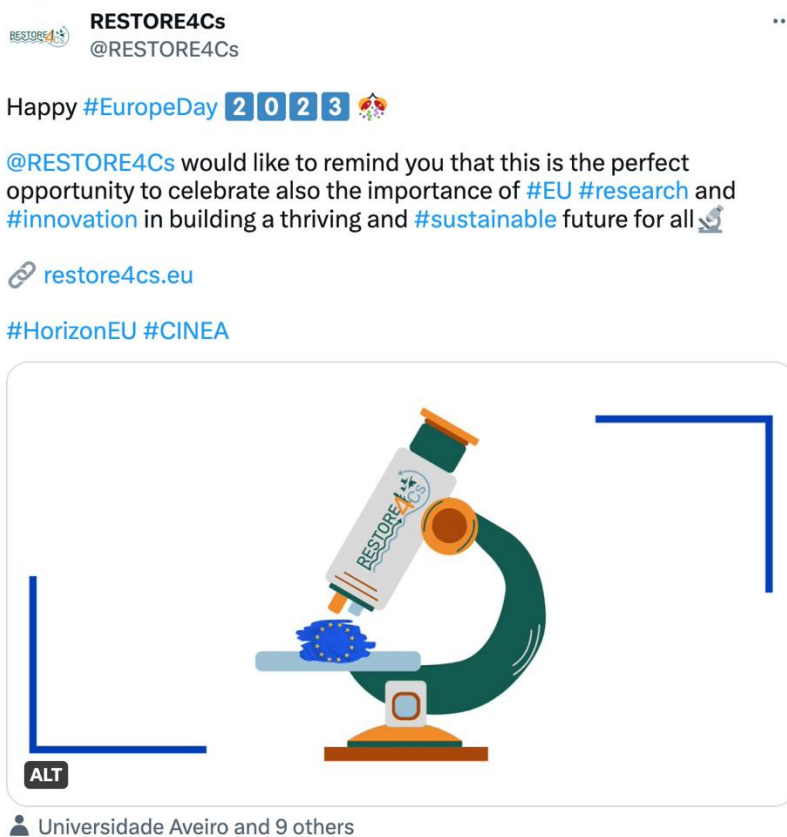 RESTORE4Cs
RESTORE4Cs
@RESTORE4Cs
Happy #EuropeDay 2023
@RESTORE4Cs would like to remind you that this is the perfect
opportunity to celebrate also the importance of #EU #research and
#innovation in building a thriving and #sustainable future for all
restore4cs.eu
#HorizonEU #CINEA
RESTORE4Cs
ALT
Universidade Aveiro and 9 others